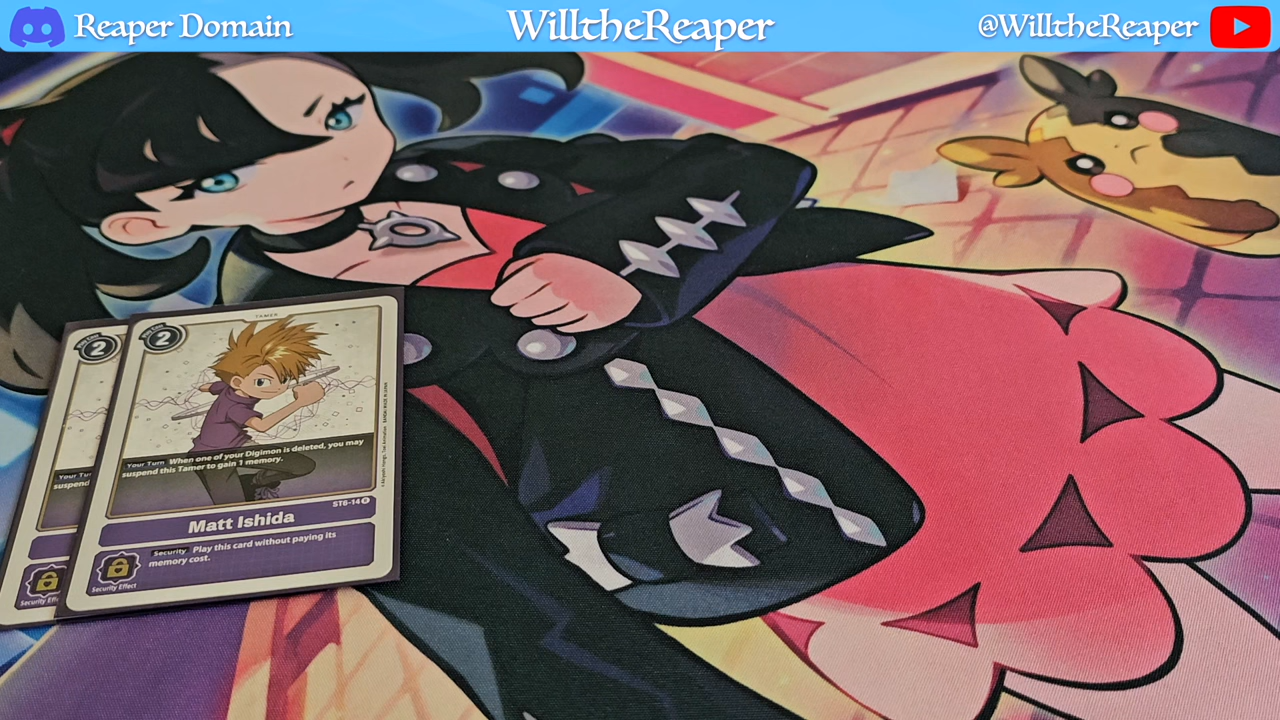 Reaper Domain
WilltheReaper
@WilltheReaper
2
Your Tu
suspend
Security Eff
TAMER
2
Your Turn When one of your Digimon is deleted, you may
suspend this Tamer to gain 1 memory.
ST6-14 R
Matt Ishida
Security Play this card without paying its
memory cost.
Security Effect